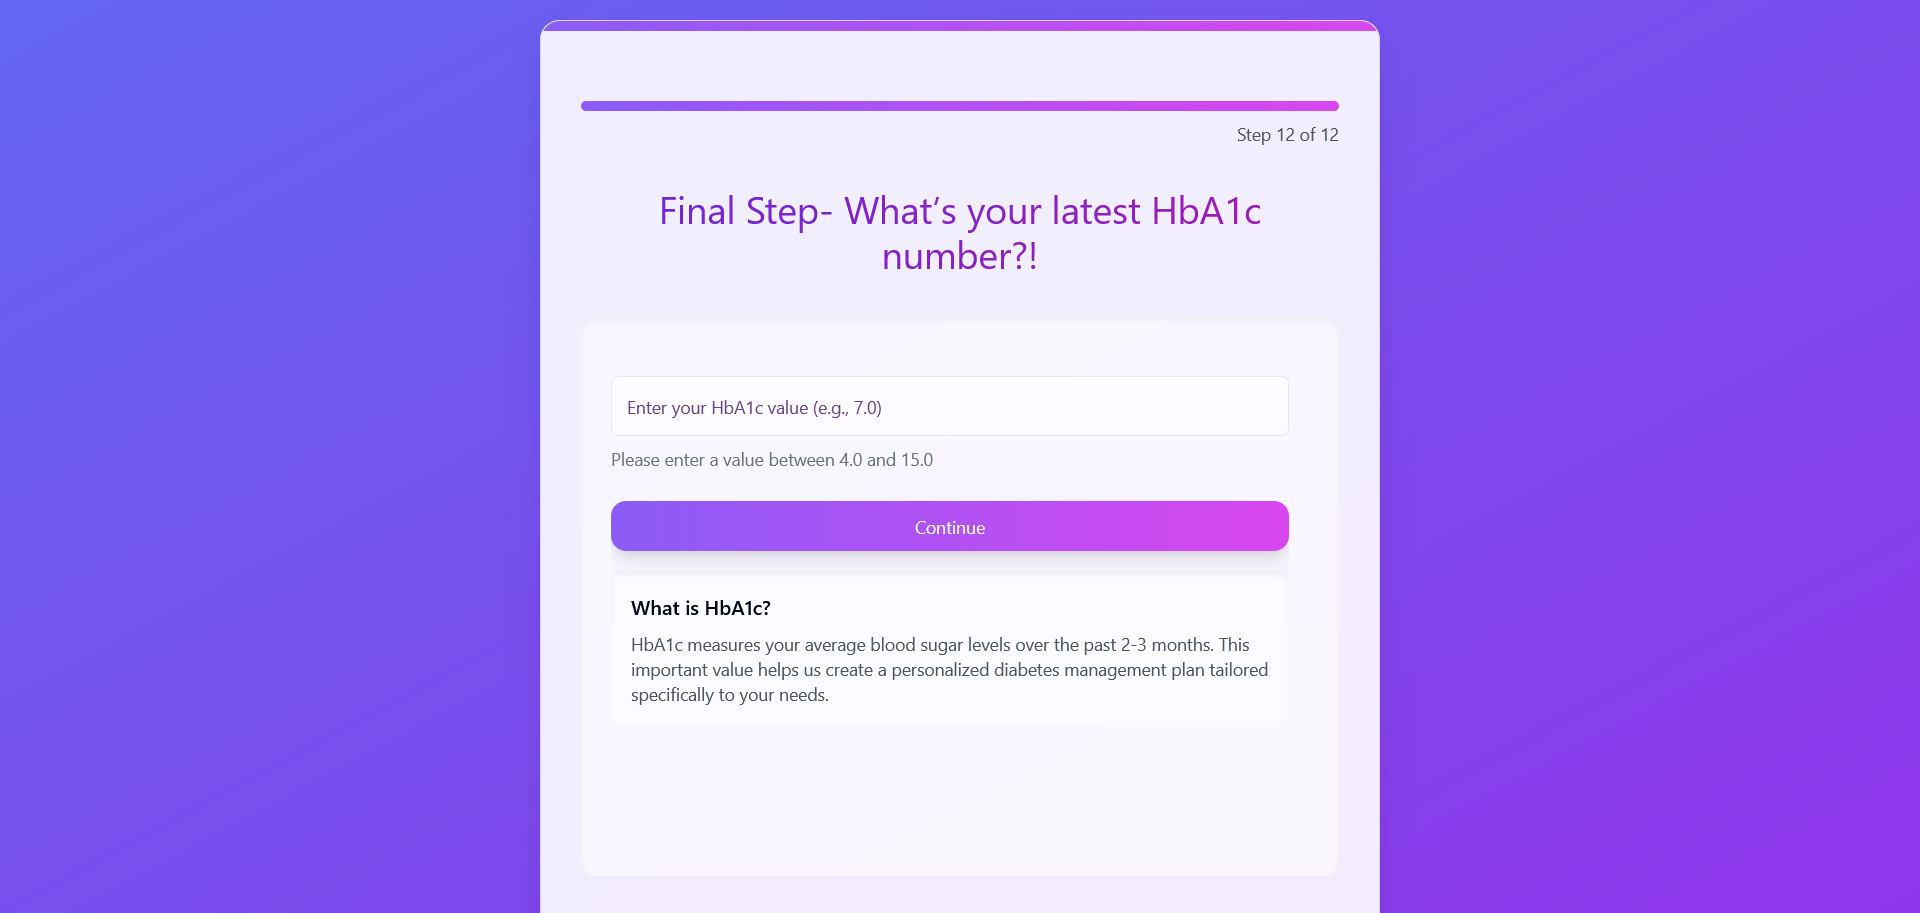 Step 12 of 12
Final Step- What’s your latest HbA1c
number?!
Enter your HbA1c value (e.g., 7.0)
Please enter a value between 4.0 and 15.0
Continue
What is HbA1c?
HbA1c measures your average blood sugar levels over the past 2-3 months. This
important value helps us create a personalized diabetes management plan tailored
specifically to your needs.